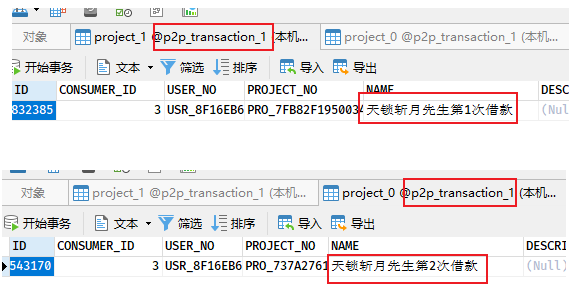 对象 project_1 @p2p_transaction_1 (本机... project_0 @p2p_transaction_1 (本机...
开始事务 文本 筛选 排序 导入 导出
ID CONSUMER_ID USER_NO PROJECT_NO NAME DESC
832385 3 USR_8F16EB6 PRO_7FB82F1950034 天锁斩月先生第1次借款 (Nul
对象 project_1 @p2p_transaction_1 (本机... project_0 @p2p_transaction_1 (本机...
开始事务 文本 筛选 排序 导入 导出
ID CONSUMER_ID USER_NO PROJECT_NO NAME DESCRI
543170 3 USR_8F16EB6 PRO_737A2761 天锁斩月先生第2次借款 (Null)